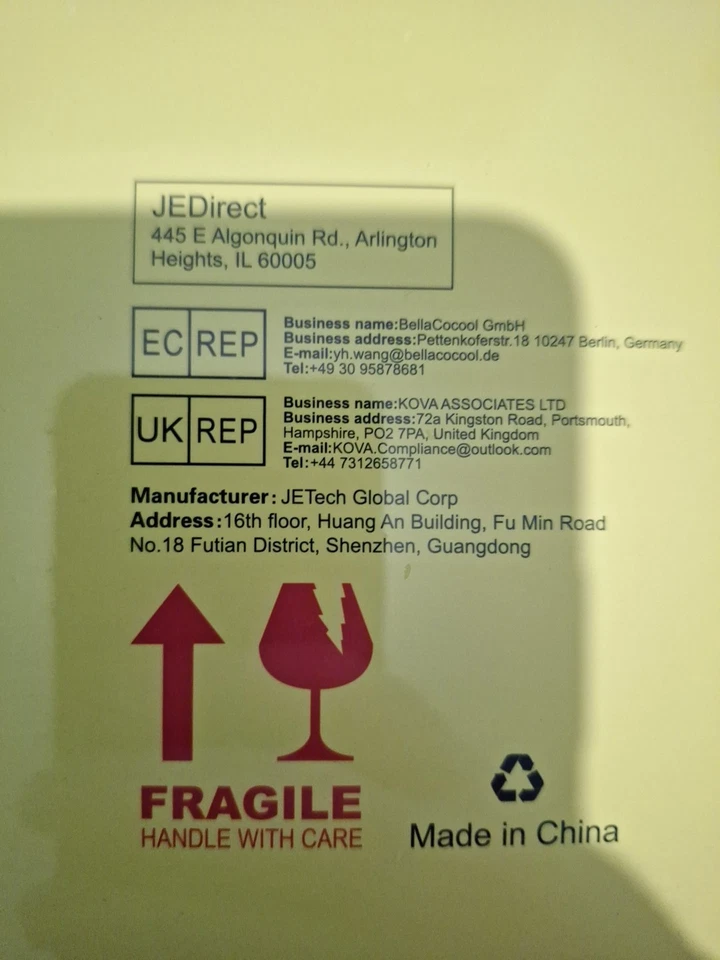 JEDirect
445 E Algonquin Rd., Arlington
Heights, IL 60005
EC REP
Business name:BellaCocool GmbH
Business address:Pettenkoferstr.18 10247 Berlin, Germany
E-mail:yh.wang@bellacocool.de
Tel:+49 30 95878681
UK REP
Business name:KOVA ASSOCIATES LTD
Business address:72a Kingston Road, Portsmouth,
Hampshire, PO2 7PA, United Kingdom
E-mail:KOVA.Compliance@outlook.com
Tel:+44 7312658771
Manufacturer: JETech Global Corp
Address:16th floor, Huang An Building, Fu Min Road
No.18 Futian District, Shenzhen, Guangdong
FRAGILE
HANDLE WITH CARE
Made in China